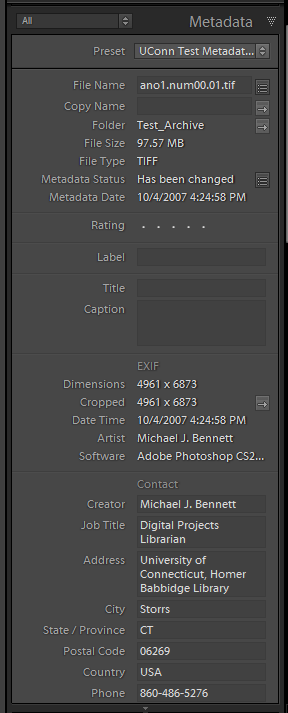 All
Metadata
Preset UConn Test Metadat...
File Name ano1.num00.01.tif
Copy Name
Folder Test_Archive
File Size 97.57 MB
File Type TIFF
Metadata Status Has been changed
Metadata Date 10/4/2007 4:24:58 PM
Rating . . . . .
Label
Title
Caption
EXIF
Dimensions 4961 x 6873
Cropped 4961 x 6873
Date Time 10/4/2007 4:24:58 PM
Artist Michael J. Bennett
Software Adobe Photoshop CS2...
Contact
Creator Michael J. Bennett
Job Title Digital Projects
Librarian
Address University of
Connecticut, Homer
Babbidge Library
City Storrs
State / Province CT
Postal Code 06269
Country USA
Phone 860-486-5276